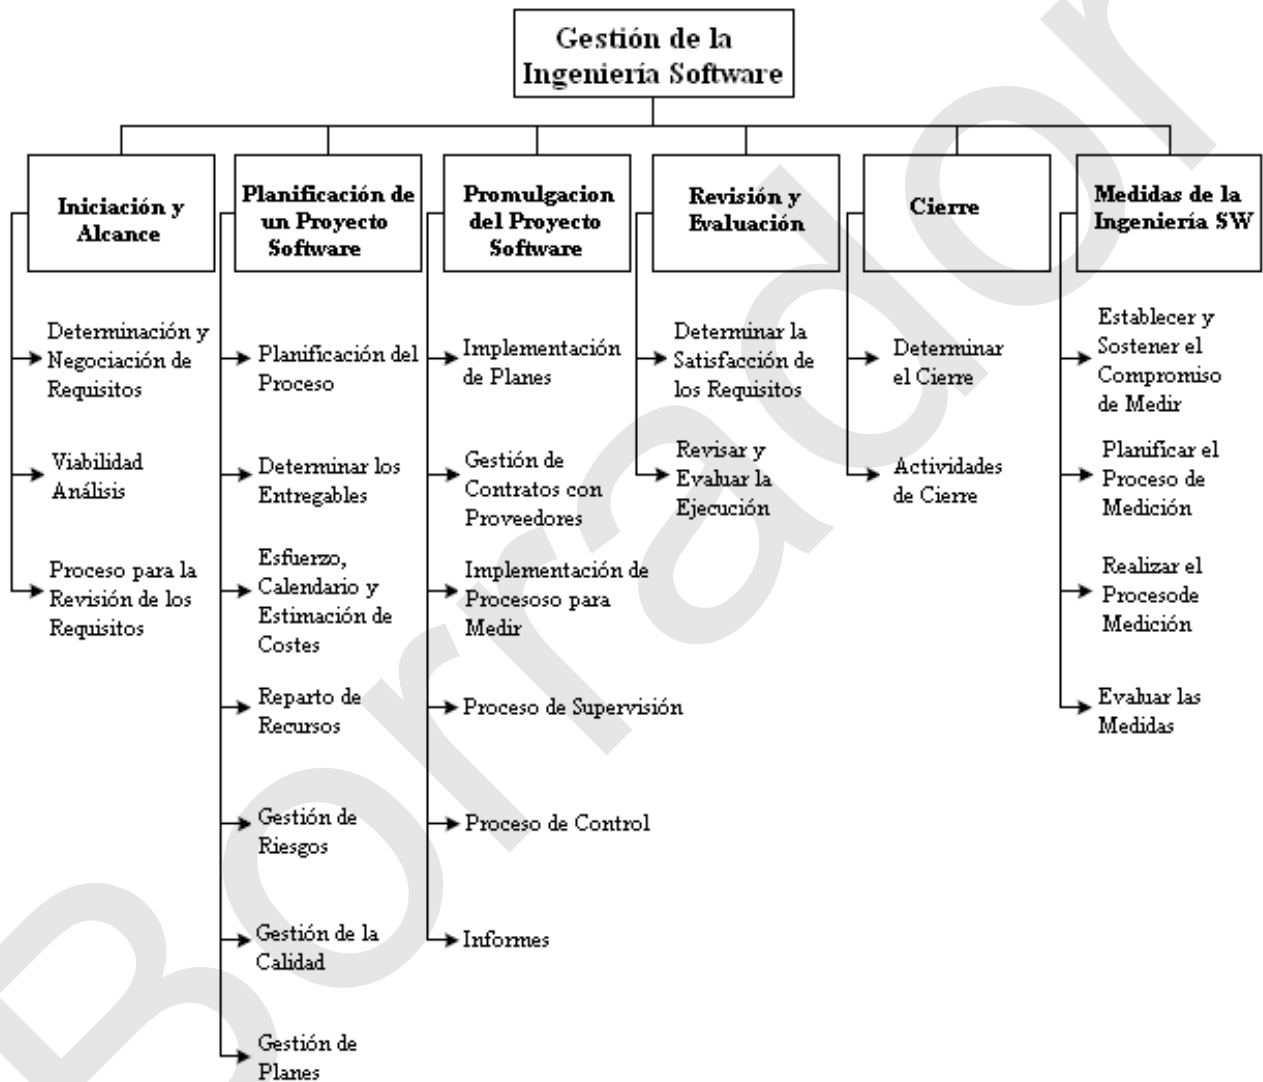 Gestión de la
Ingeniería Software
Iniciación y
Alcance
Determinación y
Negociación de
Requisitos
Viabilidad
Análisis
Proceso para la
Revisión de los
Requisitos
Planificación de
un Proyecto
Software
Planificación del
Proceso
Determinar los
Entregables
Esfuerzo,
Calendario y
Estimación de
Costes
Reparto de
Recursos
Gestión de
Riesgos
Gestión de la
Calidad
Gestión de
Planes
Promulgacion
del Proyecto
Software
Implementación
de Planes
Gestión de
Contratos con
Proveedores
Implementación de
Procesoso para
Medir
Proceso de Supervisión
Proceso de Control
Informes
Revisión y
Evaluación
Determinar la
Satisfacción de
los Requisitos
Revisar y
Evaluar la
Ejecución
Cierre
Determinar
el Cierre
Actividades
de Cierre
Medidas de la
Ingeniería SW
Establecer y
Sostener el
Compromiso
de Medir
Planificar el
Proceso de
Medición
Realizar el
Procesode
Medición
Evaluar las
Medidas
Borrador